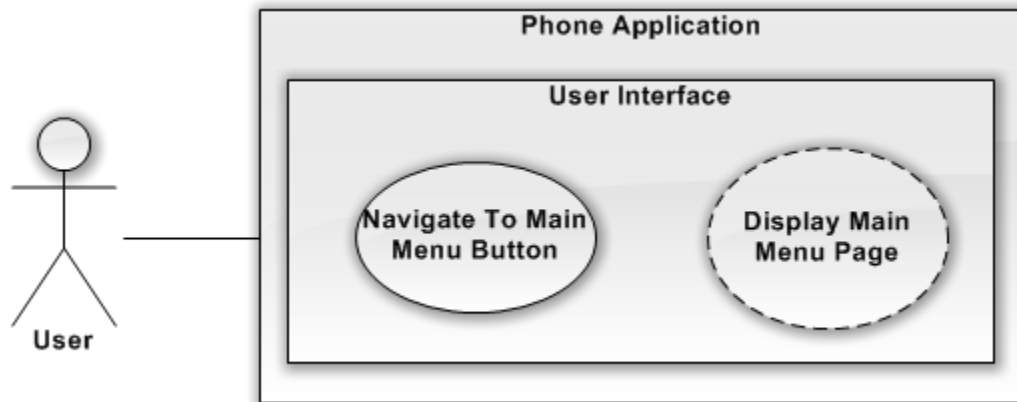 Phone Application
User Interface
Navigate To Main
Menu Button
Display Main
Menu Page
User